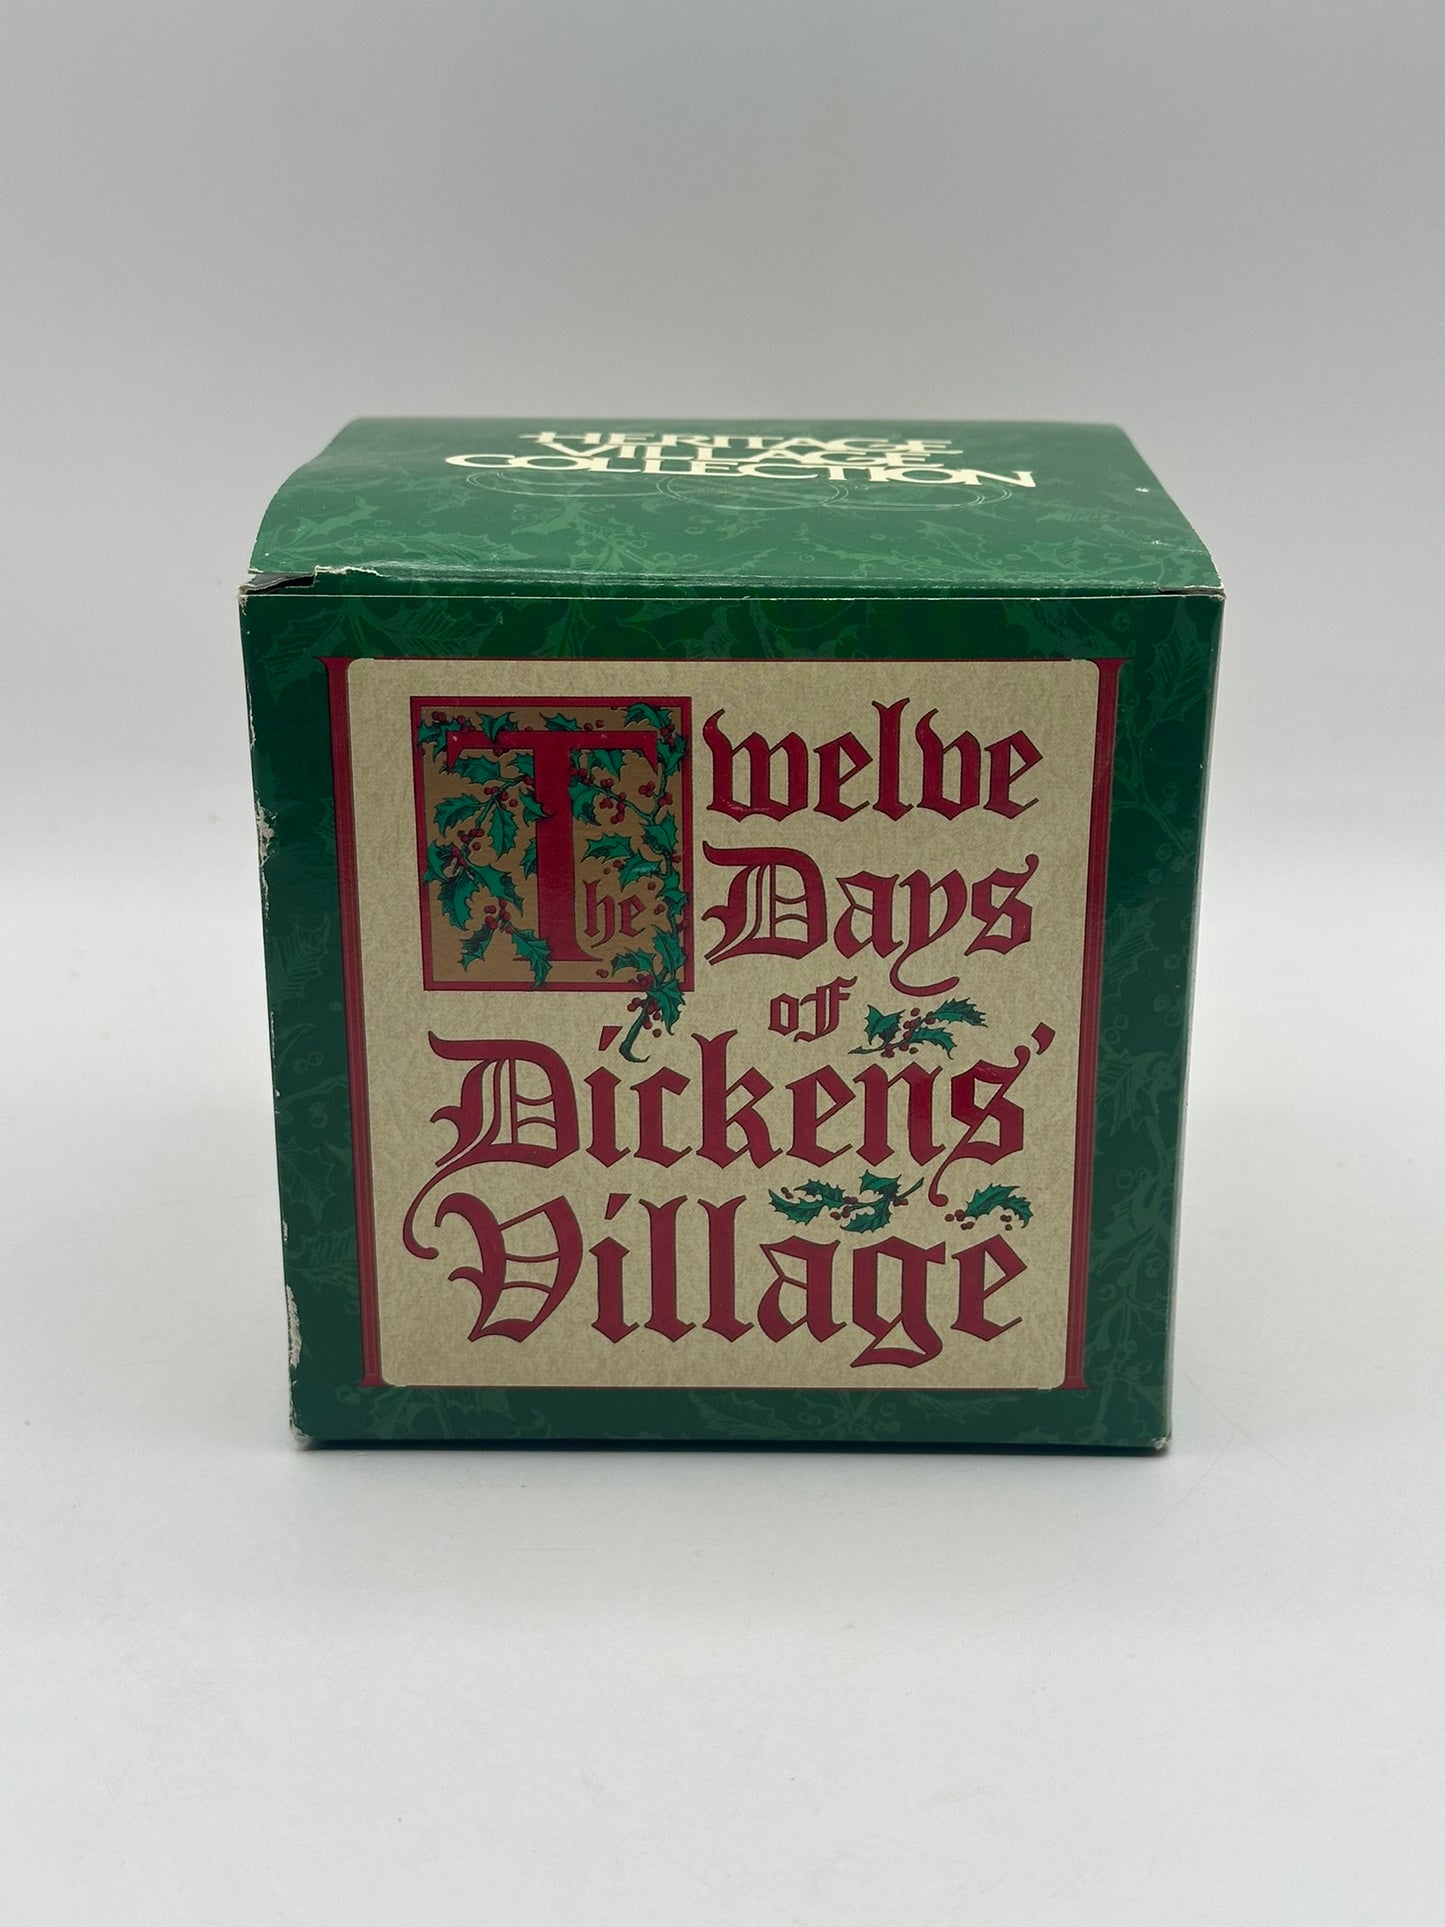 HERITAGE
VILLAGE
COLLECTION
The Twelve
Days
of
Dickens'
Village